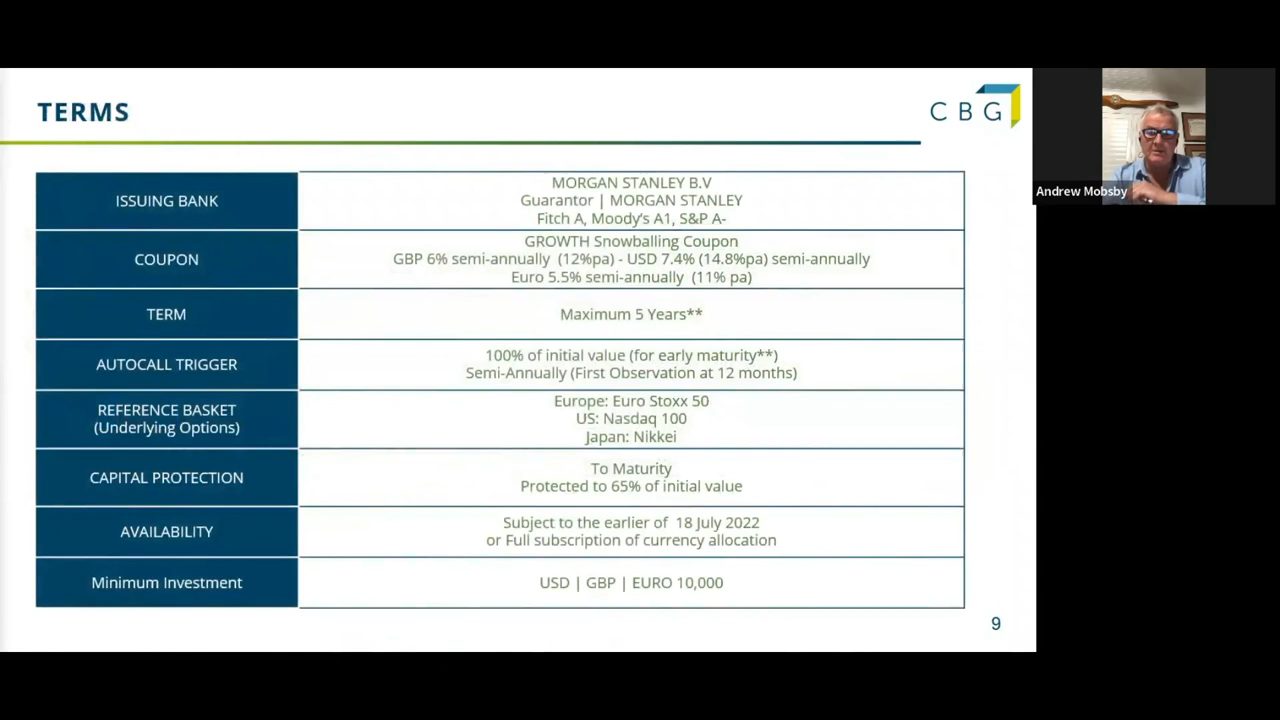 TERMS
CBG
ISSUING BANK
MORGAN STANLEY B.V
Guarantor | MORGAN STANLEY
Fitch A, Moody's A1, S&P A-
COUPON
GROWTH Snowballing Coupon
GBP 6% semi-annually (12%pa) - USD 7.4% (14.8%pa) semi-annually
Euro 5.5% semi-annually (11% pa)
TERM
Maximum 5 Years**
AUTOCALL TRIGGER
100% of initial value (for early maturity**)
Semi-Annually (First Observation at 12 months)
REFERENCE BASKET
(Underlying Options)
Europe: Euro Stoxx 50
US: Nasdaq 100
Japan: Nikkei
CAPITAL PROTECTION
To Maturity
Protected to 65% of initial value
AVAILABILITY
Subject to the earlier of 18 July 2022
or Full subscription of currency allocation
Minimum Investment
USD | GBP | EURO 10,000
9
Andrew Mobsby